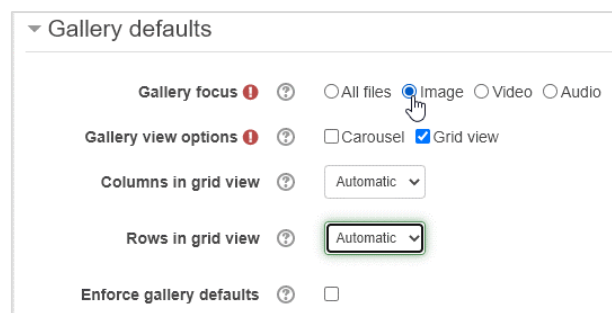 Gallery defaults
Gallery focus ! ? All files Image Video Audio
Gallery view options ! ? Carousel Grid view
Columns in grid view ? Automatic
Rows in grid view ? Automatic
Enforce gallery defaults ?